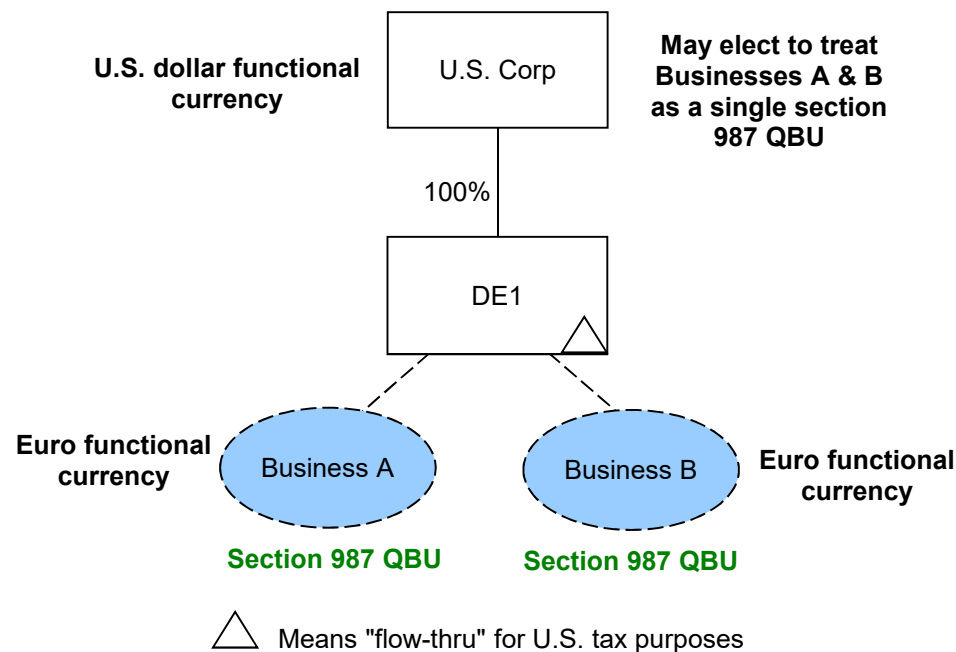 U.S. dollar functional
currency
U.S. Corp
May elect to treat
Businesses A & B
as a single section
987 QBU
100%
DE1
Euro functional
currency
Business A
Business B
Euro functional
currency
Section 987 QBU
Section 987 QBU
Means "flow-thru" for U.S. tax purposes